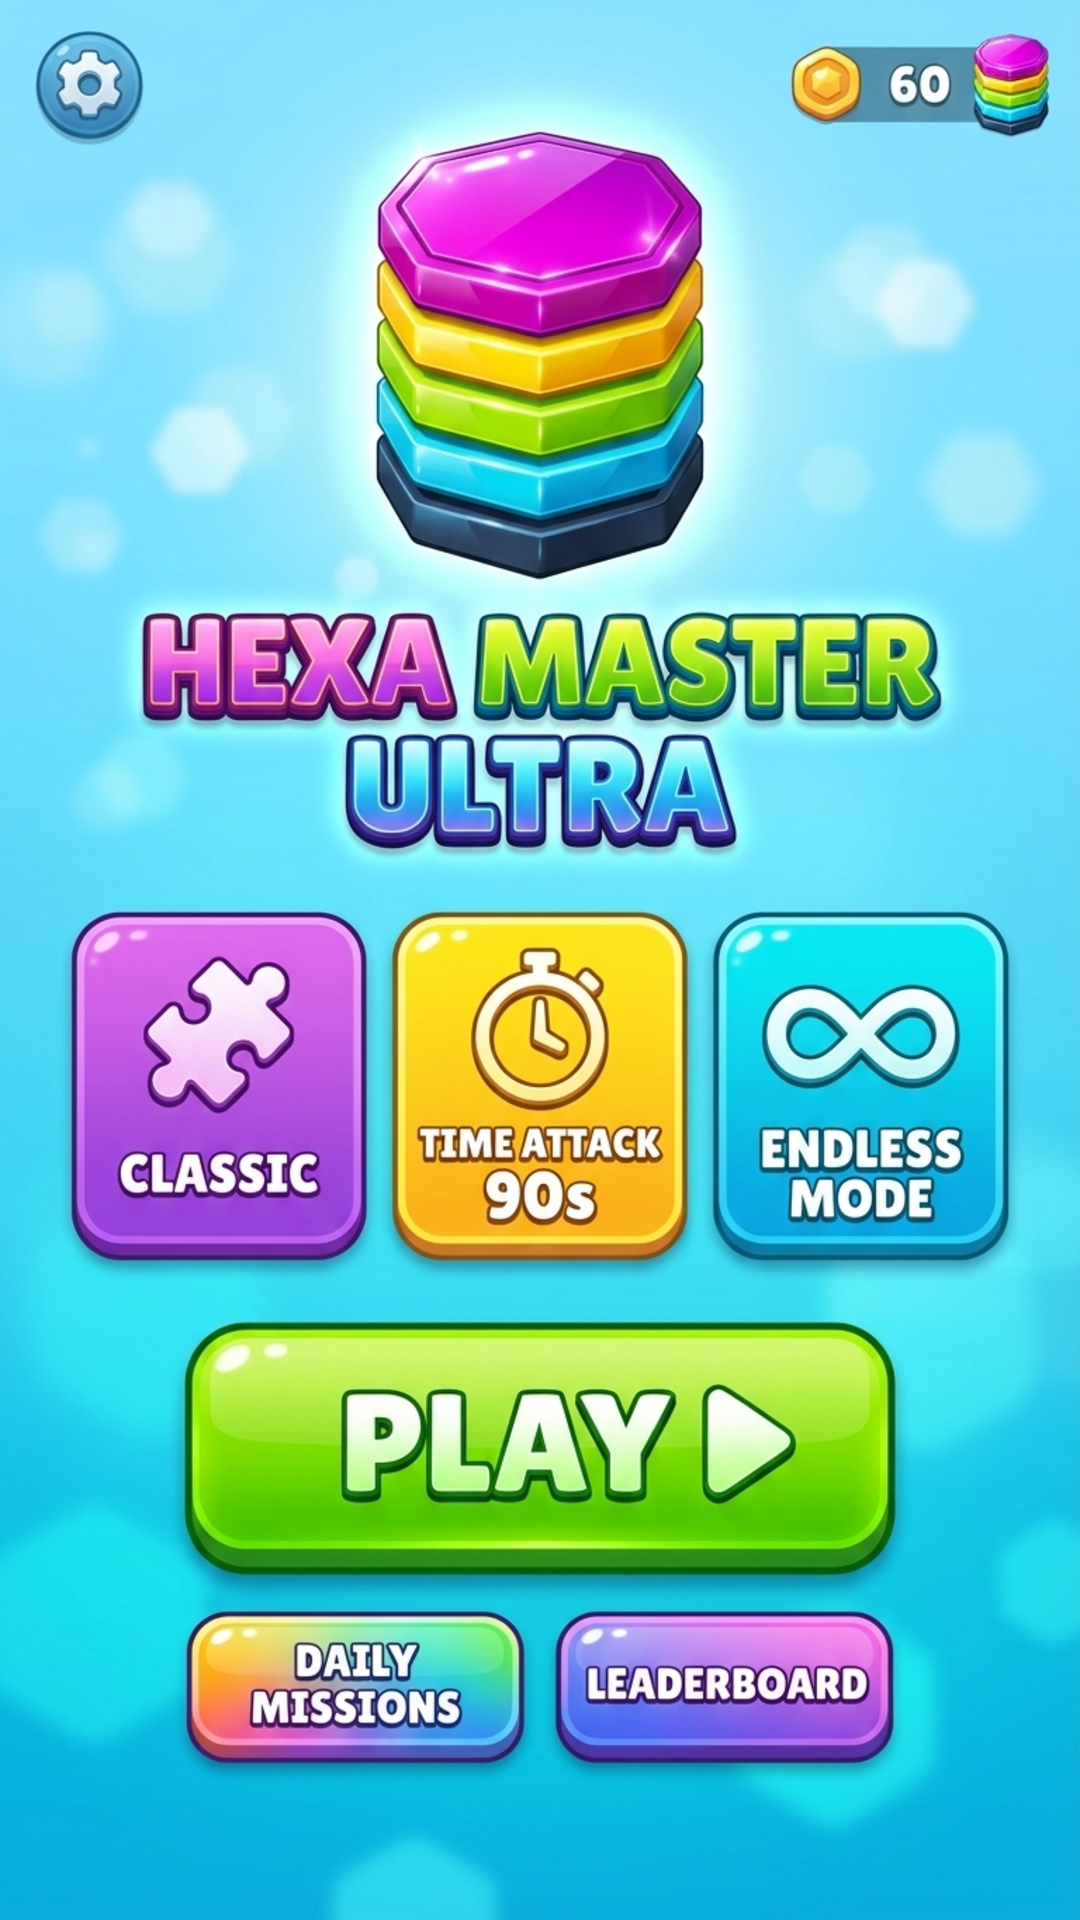 60
HEXA MASTER
ULTRA
CLASSIC
TIME ATTACK
90s
ENDLESS
MODE
PLAY
DAILY
MISSIONS
LEADERBOARD